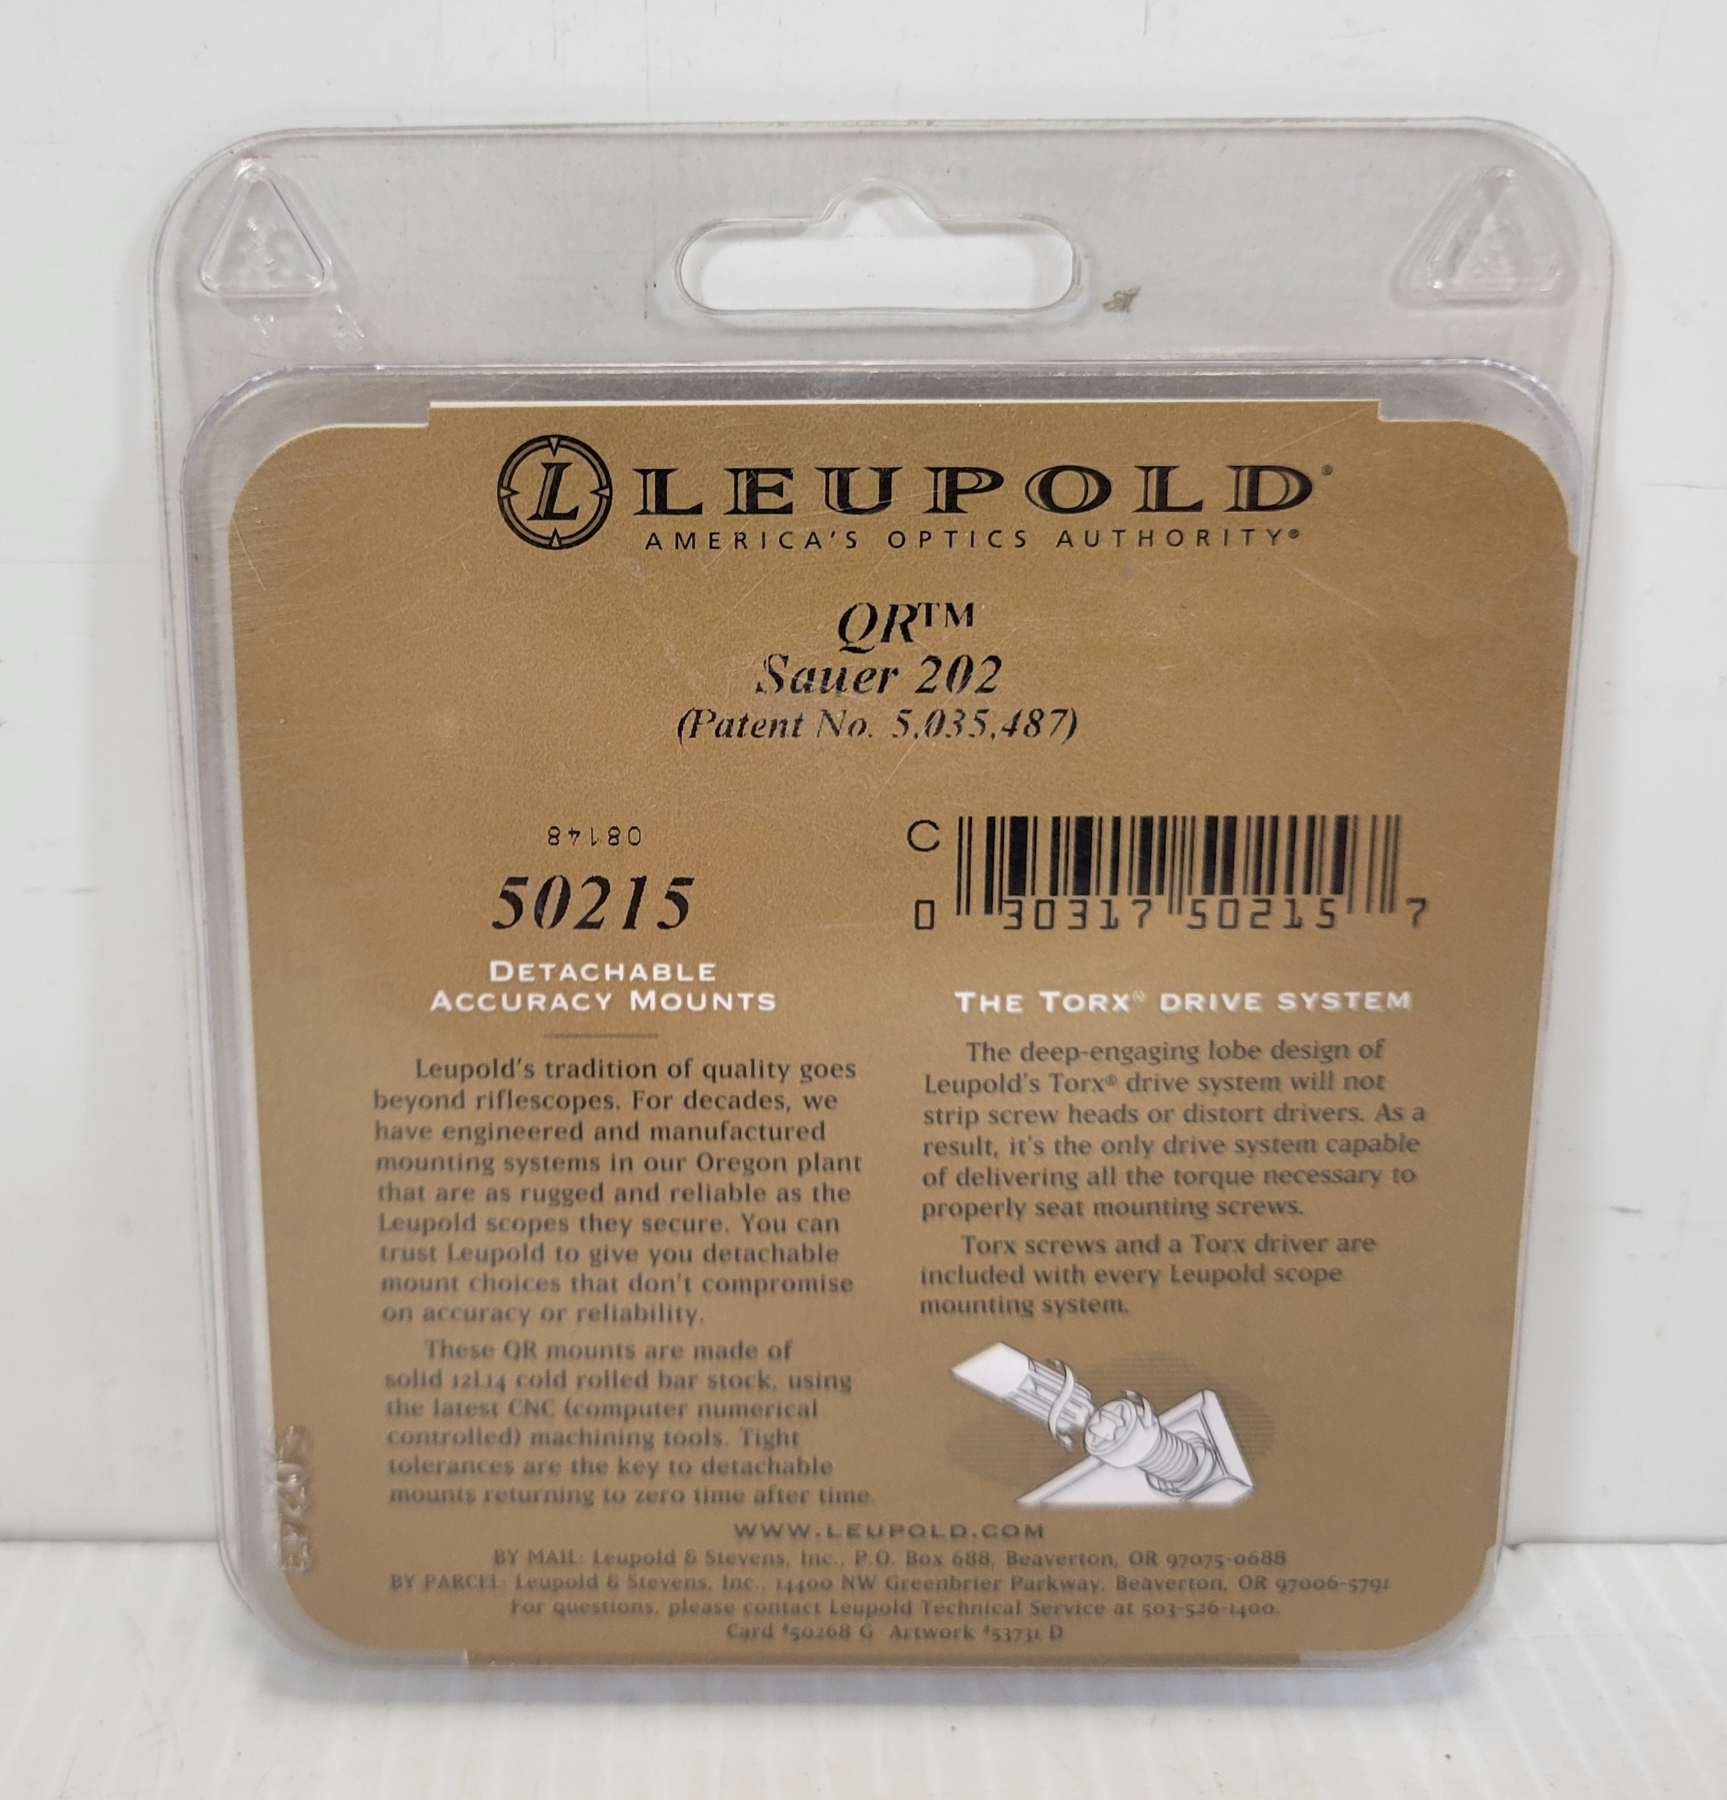 L LEUPOLD®
AMERICA'S OPTICS AUTHORITY®
QR™
Sauer 202
(Patent No. 5,035,487)
08148
50215
C
0 30317 50215 7
DETACHABLE
ACCURACY MOUNTS
Leupold's tradition of quality goes
beyond riflescopes. For decades, we
have engineered and manufactured
mounting systems in our Oregon plant
that are as rugged and reliable as the
Leupold scopes they secure. You can
trust Leupold to give you detachable
mount choices that don't compromise
on accuracy or reliability.
These QR mounts are made of
solid 12L14 cold rolled bar stock, using
the latest CNC (computer numerical
controlled) machining tools. Tight
tolerances are the key to detachable
mounts returning to zero time after time.
THE TORX® DRIVE SYSTEM
The deep-engaging lobe design of
Leupold's Torx® drive system will not
strip screw heads or distort drivers. As a
result, it's the only drive system capable
of delivering all the torque necessary to
properly seat mounting screws.
Torx screws and a Torx driver are
included with every Leupold scope
mounting system.
WWW.LEUPOLD.COM
BY MAIL: Leupold & Stevens, Inc., P.O. Box 688, Beaverton, OR 97075-0688
BY PARCEL: Leupold & Stevens, Inc., 14400 NW Greenbrier Parkway, Beaverton, OR 97006-5791
For questions, please contact Leupold Technical Service at 503-526-1400.
Card #50268 G Artwork #53731 D